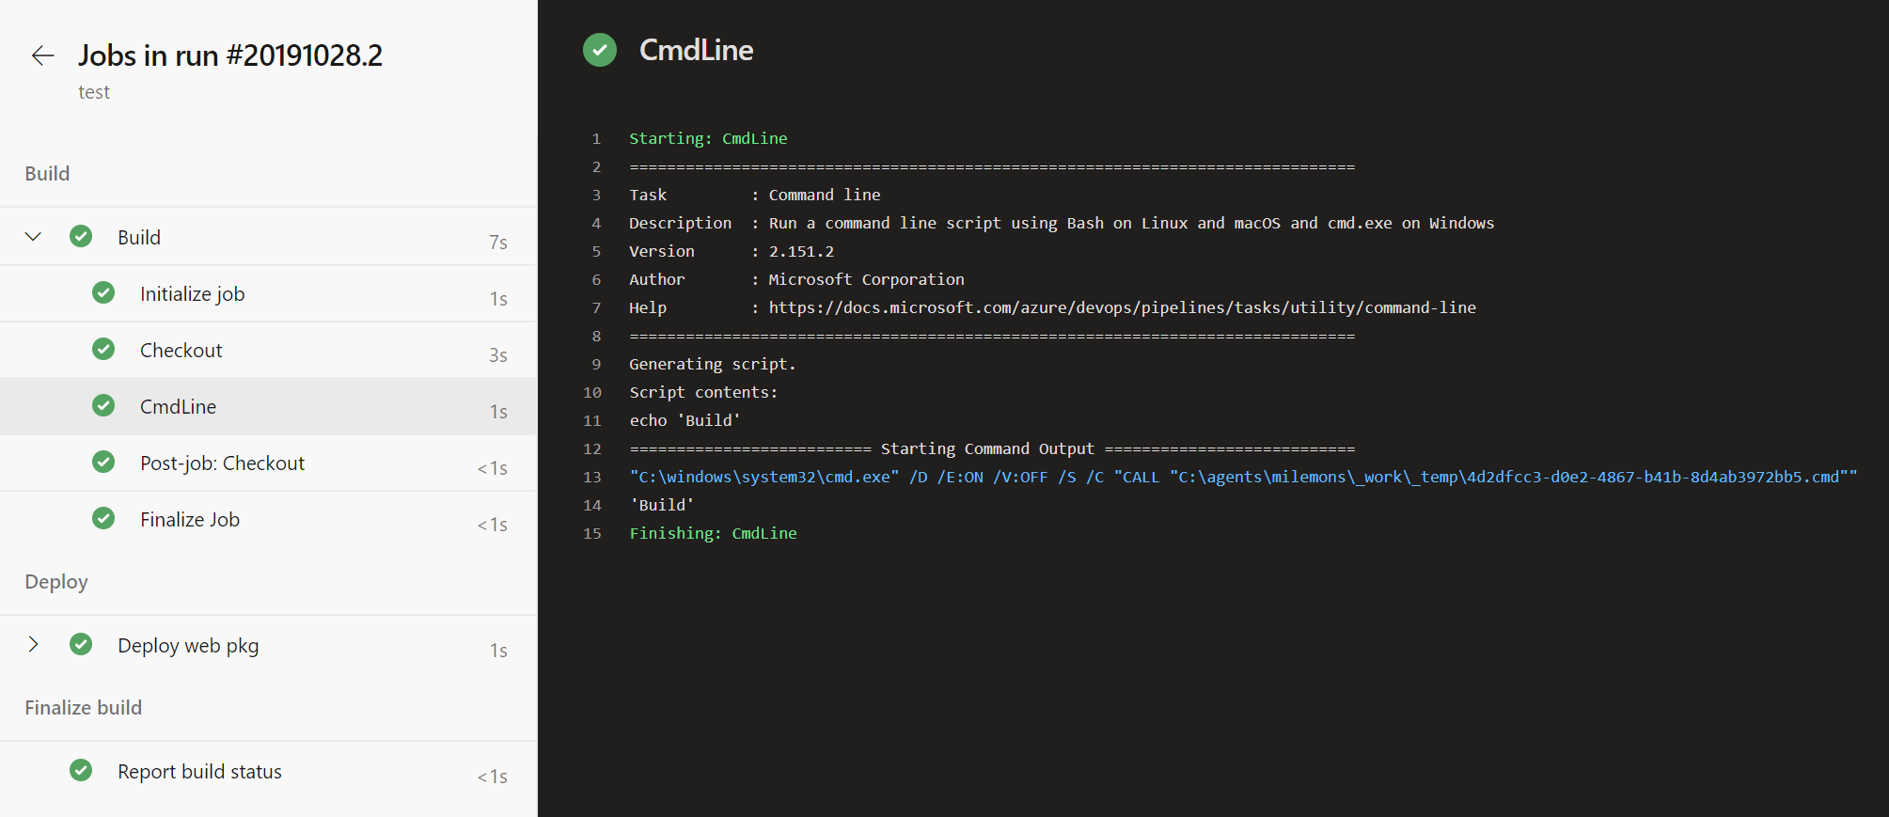 Jobs in run #20191028.2
test
Build
Build 7s
Initialize job 1s
Checkout 3s
CmdLine 1s
Post-job: Checkout <1s
Finalize Job <1s
Deploy
Deploy web pkg 1s
Finalize build
Report build status <1s
CmdLine
1 Starting: CmdLine
2 ==============================================================================
3 Task         : Command line
4 Description  : Run a command line script using Bash on Linux and macOS and cmd.exe on Windows
5 Version      : 2.151.2
6 Author       : Microsoft Corporation
7 Help         : https://docs.microsoft.com/azure/devops/pipelines/tasks/utility/command-line
8 ==============================================================================
9 Generating script.
10 Script contents:
11 echo 'Build'
12 ========================== Starting Command Output ===========================
13 "C:\windows\system32\cmd.exe" /D /E:ON /V:OFF /S /C "CALL "C:\agents\milemons\_work\_temp\4d2dfcc3-d0e2-4867-b41b-8d4ab3972bb5.cmd""
14 'Build'
15 Finishing: CmdLine